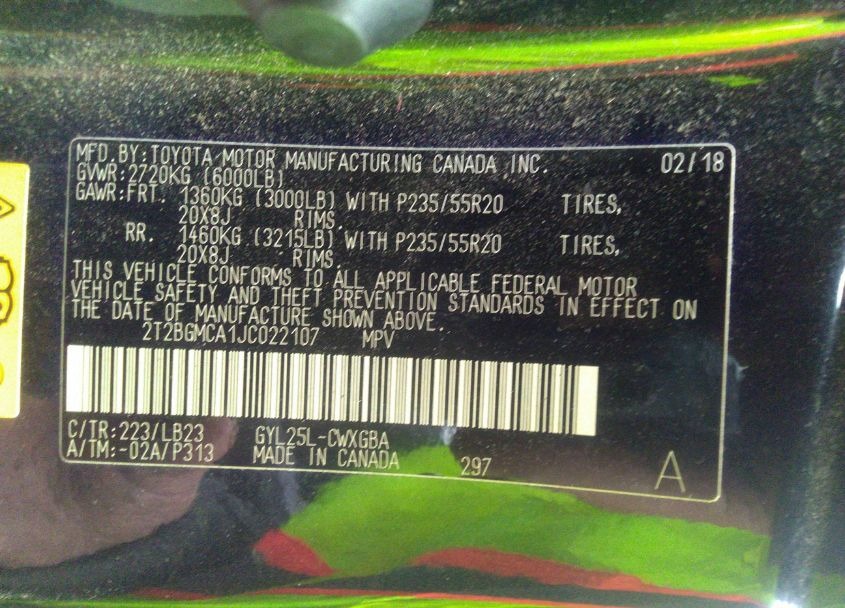 MFD.BY:TOYOTA MOTOR MANUFACTURING CANADA INC. 02/18
GVWR:2720KG (6000LB)
GAWR:FRT. 1360KG (3000LB) WITH P235/55R20 TIRES,
20X8J RIMS.
RR. 1460KG (3215LB) WITH P235/55R20 TIRES,
20X8J RIMS.
THIS VEHICLE CONFORMS TO ALL APPLICABLE FEDERAL MOTOR
VEHICLE SAFETY AND THEFT PREVENTION STANDARDS IN EFFECT ON
THE DATE OF MANUFACTURE SHOWN ABOVE.
2T2BGMCA1JC022107 MPV
C/TR:223/LB23 GYL25L-CWXGBA
A/TM:-02A/P313 MADE IN CANADA 297 A